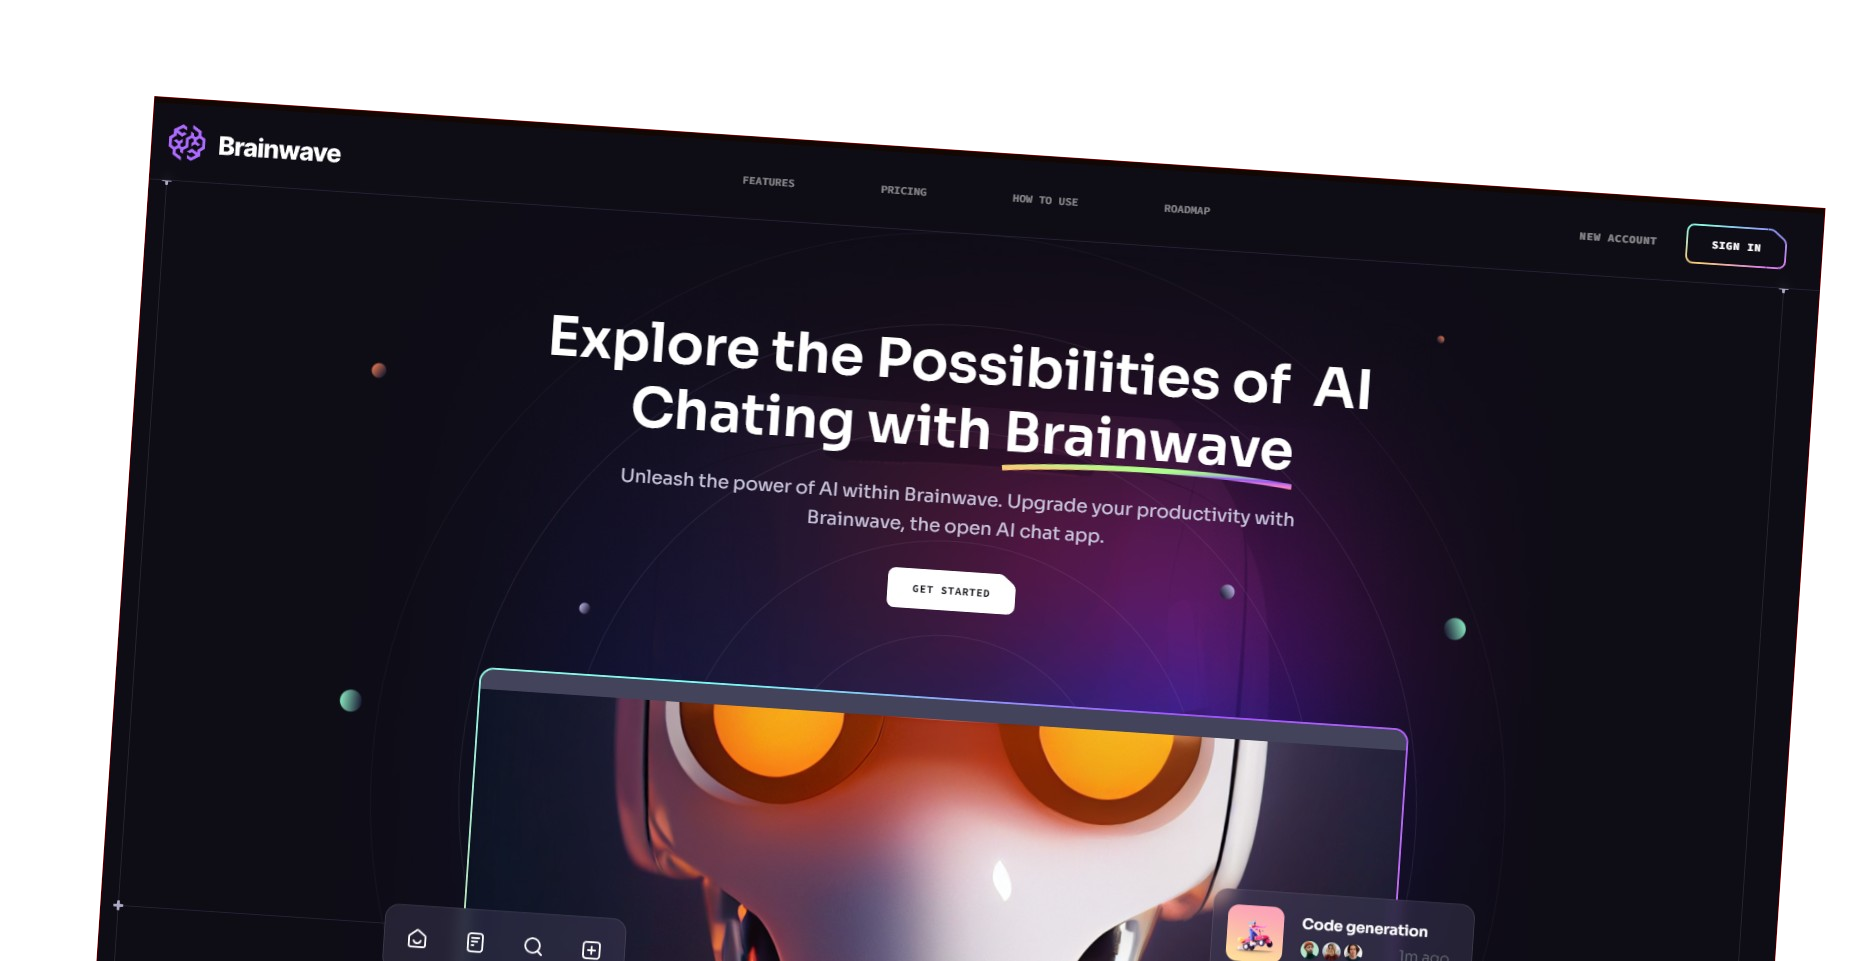 Brainwave
FEATURES
PRICING
HOW TO USE
ROADMAP
NEW ACCOUNT
SIGN IN
Explore the Possibilities of AI
Chating with Brainwave
Unleash the power of AI within Brainwave. Upgrade your productivity with
Brainwave, the open AI chat app.
GET STARTED
Code generation
1m ago